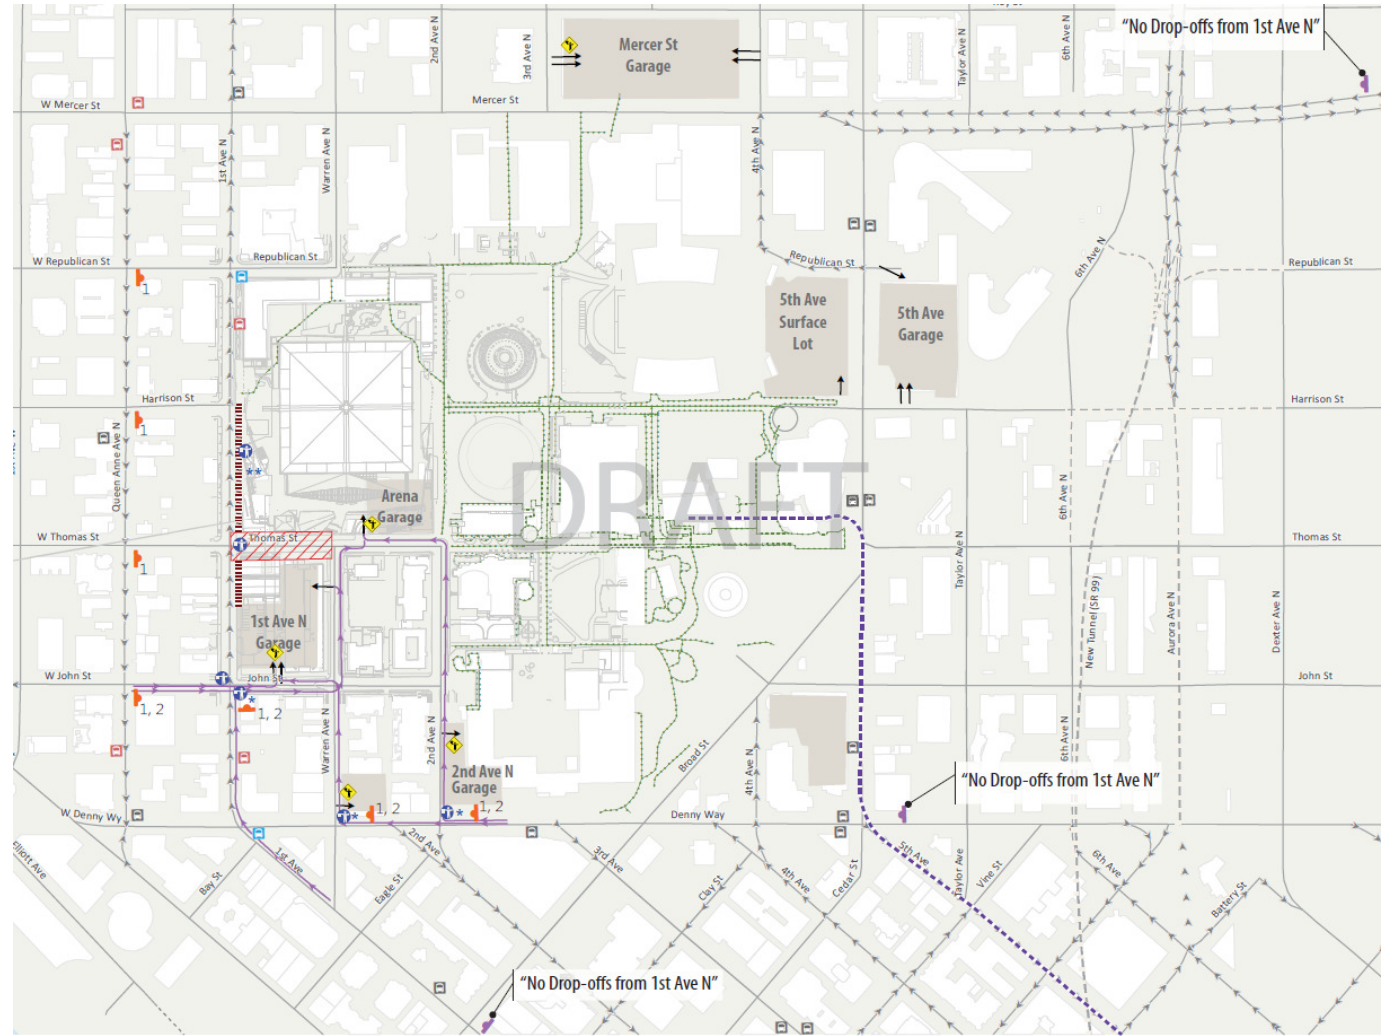 "No Drop-offs from 1st Ave N"
2nd Ave N
3rd Ave N
Mercer St
Garage
Taylor Ave N
6th Ave N
W Mercer St
Mercer St
1st Ave N
Warren Ave N
4th Ave N
W Republican St
Republican St
Republican St
6th Ave N
Republican St
1
5th Ave
Surface
Lot
5th Ave
Garage
Harrison St
Harrison St
1
Queen Anne Ave N
**
DRAFT
Arena
Garage
6th Ave N
W Thomas St
Thomas St
Thomas St
1
Taylor Ave N
New Tunnel (SR 99)
Aurora Ave N
Dexter Ave N
1st Ave N
Garage
W John St
John St
John St
1, 2
*
1, 2
Warren Ave N
2nd Ave N
Broad St
4th Ave N
6th Ave N
2nd Ave N
Garage
"No Drop-offs from 1st Ave N"
W Denny Wy
*
1, 2
*
1, 2
Denny Way
Elliott Ave
Bay St
1st Ave
Eagle St
2nd Ave
3rd Ave
Clay St
4th Ave
Cedar St
5th Ave
Taylor Ave
Vine St
6th Ave
Battery St
"No Drop-offs from 1st Ave N"